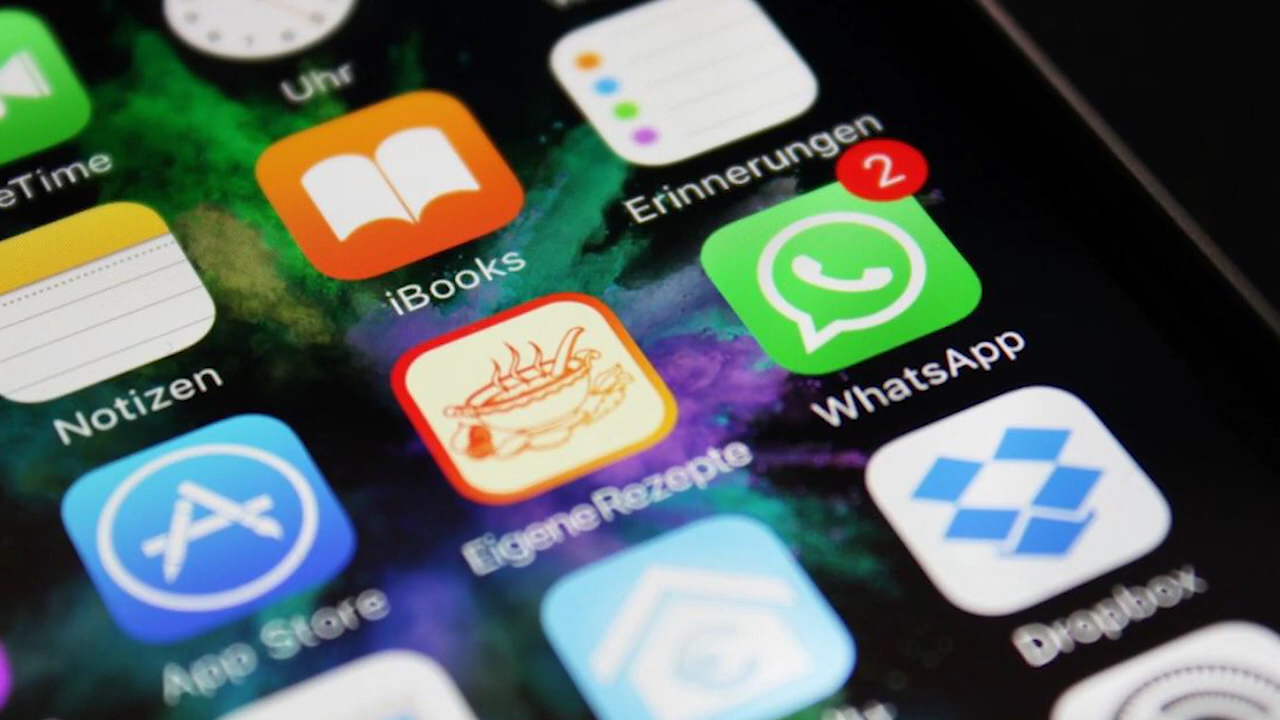 Uhr
eTime
Erinnerungen
2
iBooks
Notizen
WhatsApp
EigeneRezepte
App Store
Dropbox